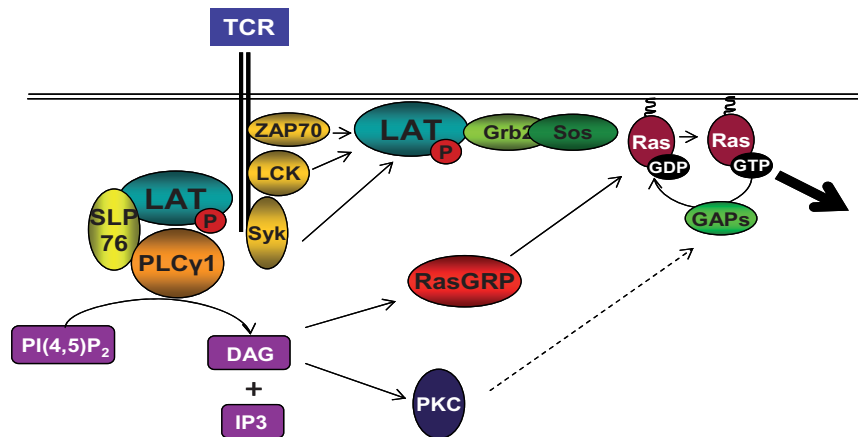 TCR
ZAP70
LAT
P
Grb2
Sos
Ras
GDP
Ras
GTP
LCK
LAT
P
SLP
76
Syk
GAPs
PLCγ1
RasGRP
PI(4,5)P₂
DAG
+
IP3
PKC